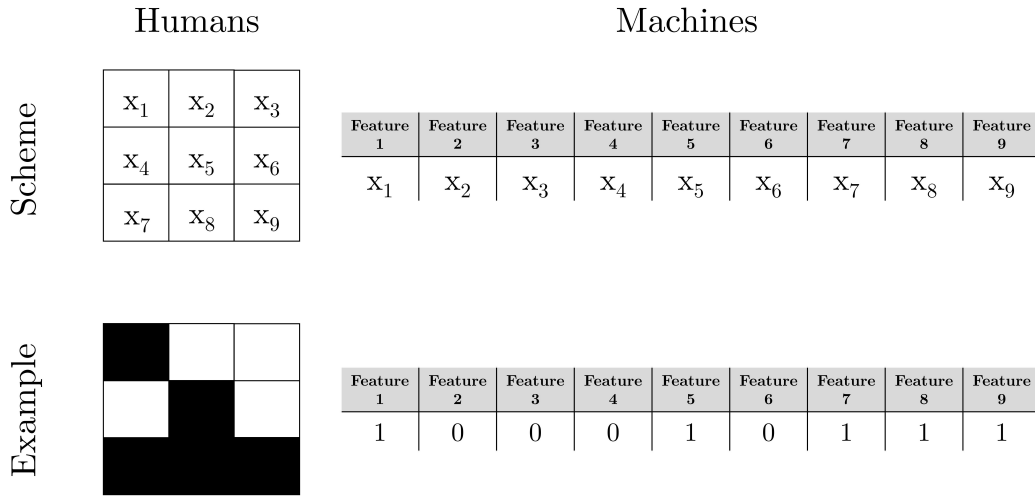 Humans
Machines
Scheme
x₁ x₂ x₃
x₄ x₅ x₆
x₇ x₈ x₉
Feature 1 Feature 2 Feature 3 Feature 4 Feature 5 Feature 6 Feature 7 Feature 8 Feature 9
x₁ x₂ x₃ x₄ x₅ x₆ x₇ x₈ x₉
Example
Feature 1 Feature 2 Feature 3 Feature 4 Feature 5 Feature 6 Feature 7 Feature 8 Feature 9
1 0 0 0 1 0 1 1 1